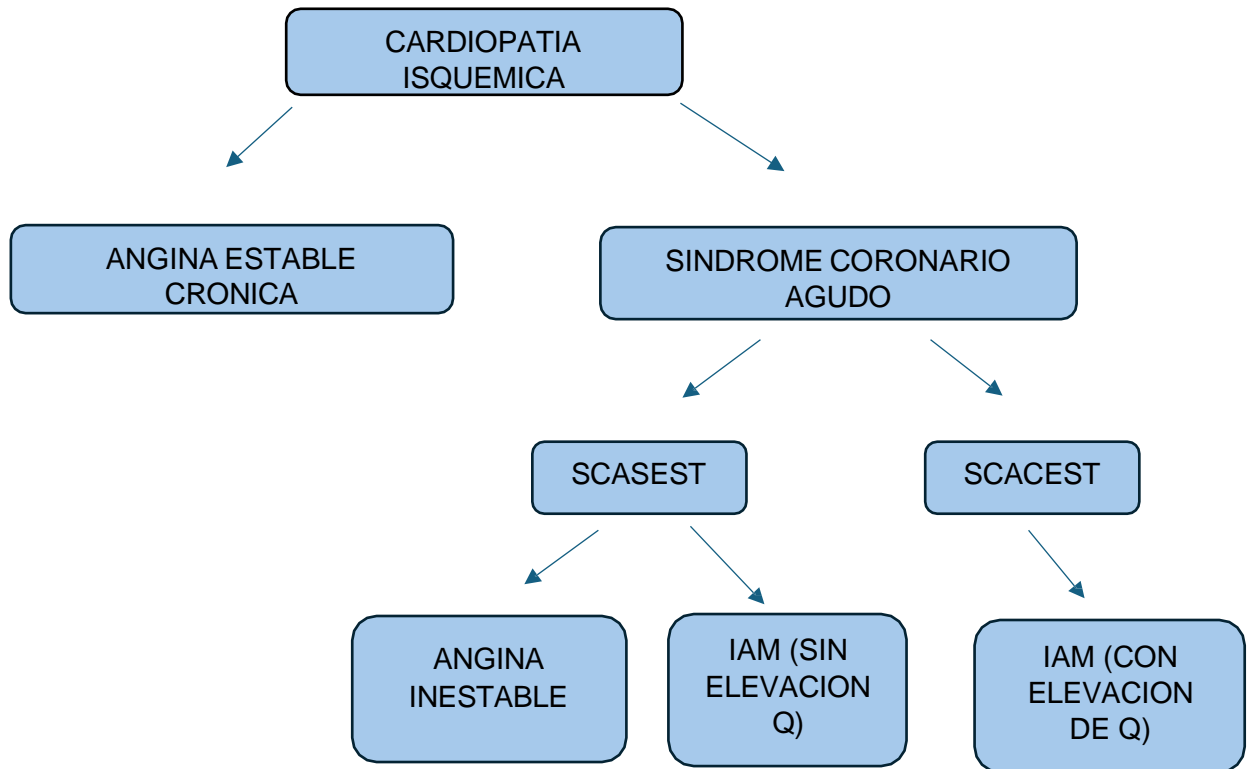 CARDIOPATIA
ISQUEMICA
ANGINA ESTABLE
CRONICA
SINDROME CORONARIO
AGUDO
SCASEST
SCACEST
ANGINA
INESTABLE
IAM (SIN
ELEVACION
Q)
IAM (CON
ELEVACION
DE Q)